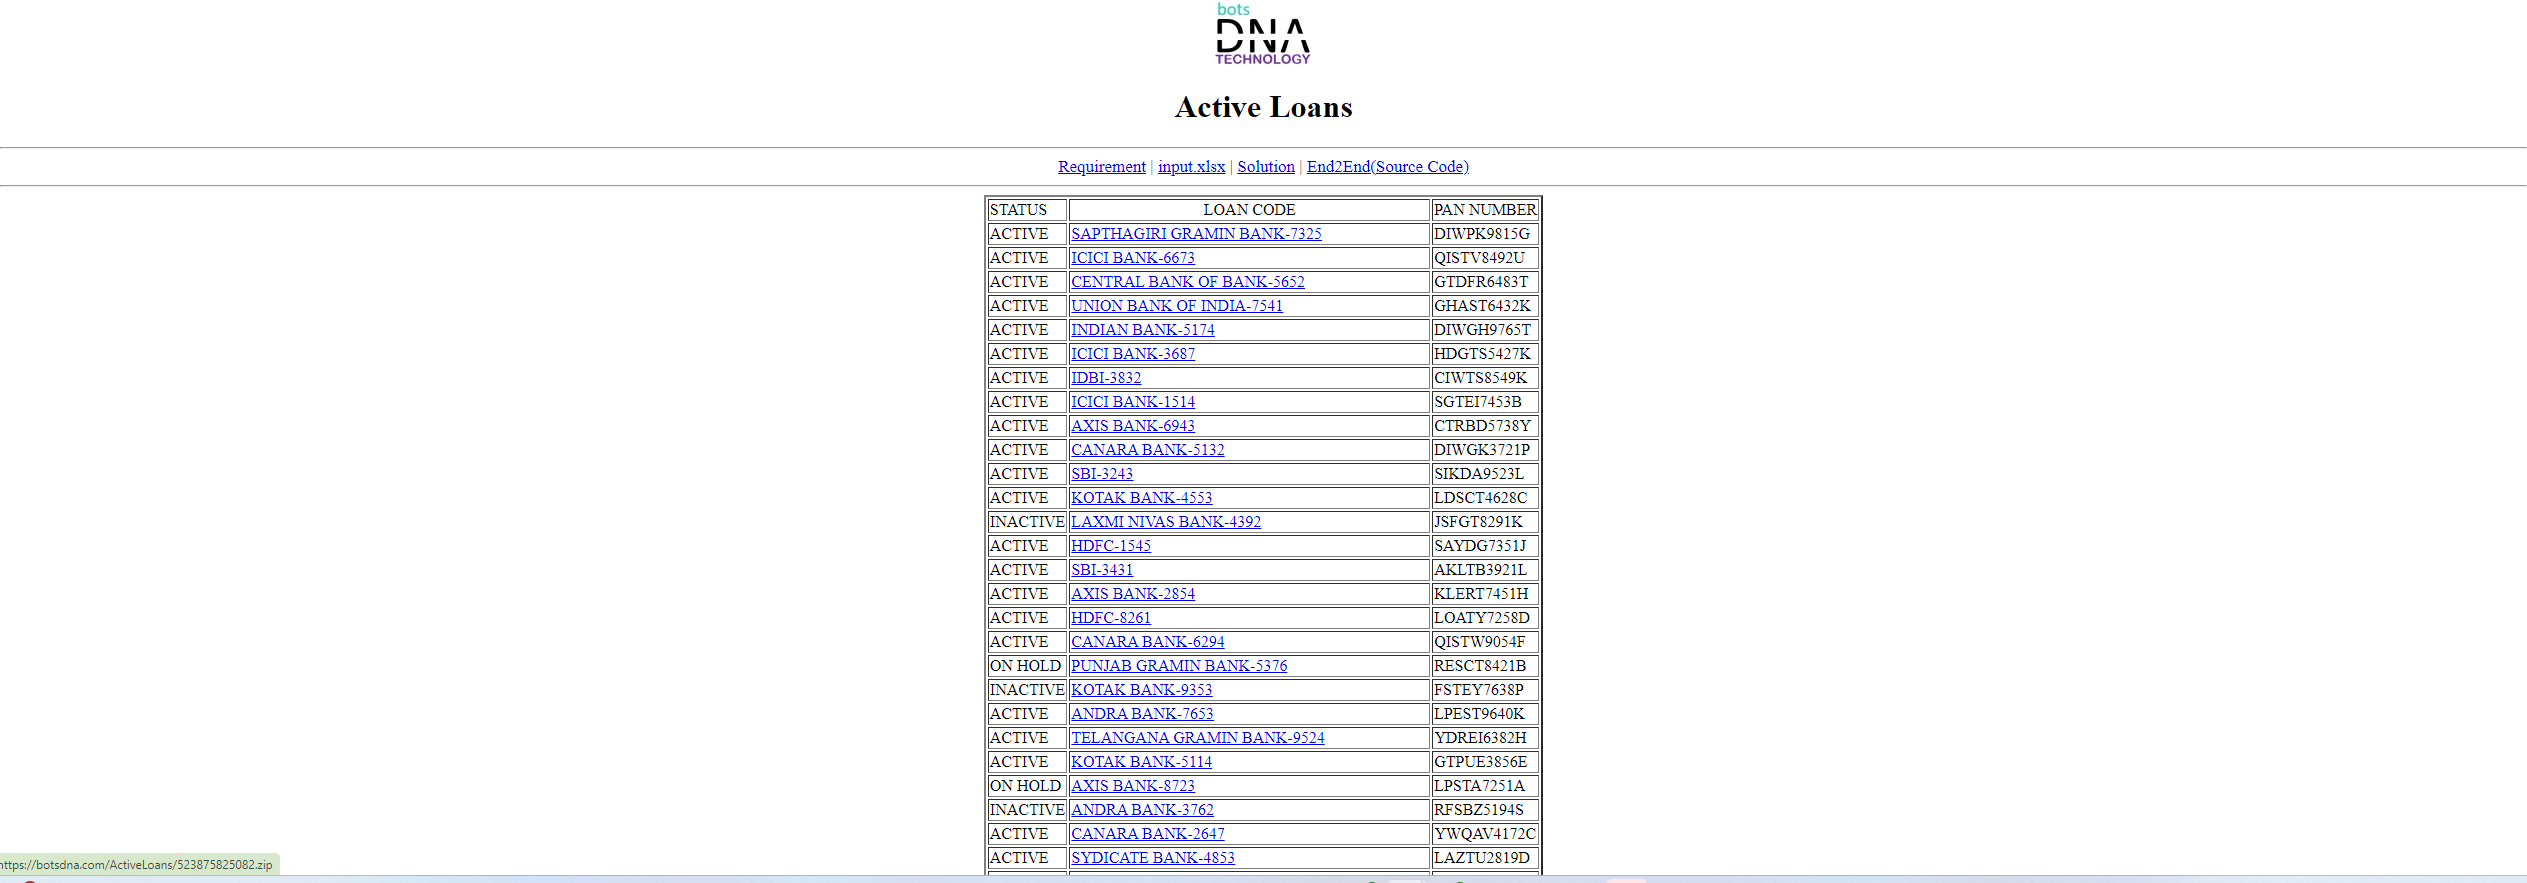 bots
DNA
TECHNOLOGY
Active Loans
Requirement | input.xlsx | Solution | End2End(Source Code)
STATUS LOAN CODE PAN NUMBER
ACTIVE SAPTHAGIRI GRAMIN BANK-7325 DIWPK9815G
ACTIVE ICICI BANK-6673 QISTV8492U
ACTIVE CENTRAL BANK OF BANK-5652 GTDFR6483T
ACTIVE UNION BANK OF INDIA-7541 GHAST6432K
ACTIVE INDIAN BANK-5174 DIWGH9765T
ACTIVE ICICI BANK-3687 HDGTS5427K
ACTIVE IDBI-3832 CIWTS8549K
ACTIVE ICICI BANK-1514 SGTEI7453B
ACTIVE AXIS BANK-6943 CTRBD5738Y
ACTIVE CANARA BANK-5132 DIWGK3721P
ACTIVE SBI-3243 SIKDA9523L
ACTIVE KOTAK BANK-4553 LDSCT4628C
INACTIVE LAXMI NIVAS BANK-4392 JSFGT8291K
ACTIVE HDFC-1545 SAYDG7351J
ACTIVE SBI-3431 AKLTB3921L
ACTIVE AXIS BANK-2854 KLERT7451H
ACTIVE HDFC-8261 LOATY7258D
ACTIVE CANARA BANK-6294 QISTW9054F
ON HOLD PUNJAB GRAMIN BANK-5376 RESCT8421B
INACTIVE KOTAK BANK-9353 FSTEY7638P
ACTIVE ANDRA BANK-7653 LPEST9640K
ACTIVE TELANGANA GRAMIN BANK-9524 YDREI6382H
ACTIVE KOTAK BANK-5114 GTPUE3856E
ON HOLD AXIS BANK-8723 LPSTA7251A
INACTIVE ANDRA BANK-3762 RFSBZ5194S
ACTIVE CANARA BANK-2647 YWQAV4172C
ACTIVE SYDICATE BANK-4853 LAZTU2819D
https://botsdna.com/ActiveLoans/523875825082.zip